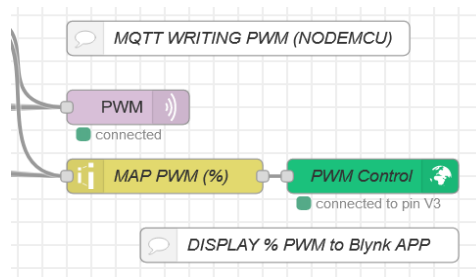 MQTT WRITING PWM (NODEMCU)
PWM
connected
MAP PWM (%)
PWM Control
connected to pin V3
DISPLAY % PWM to Blynk APP